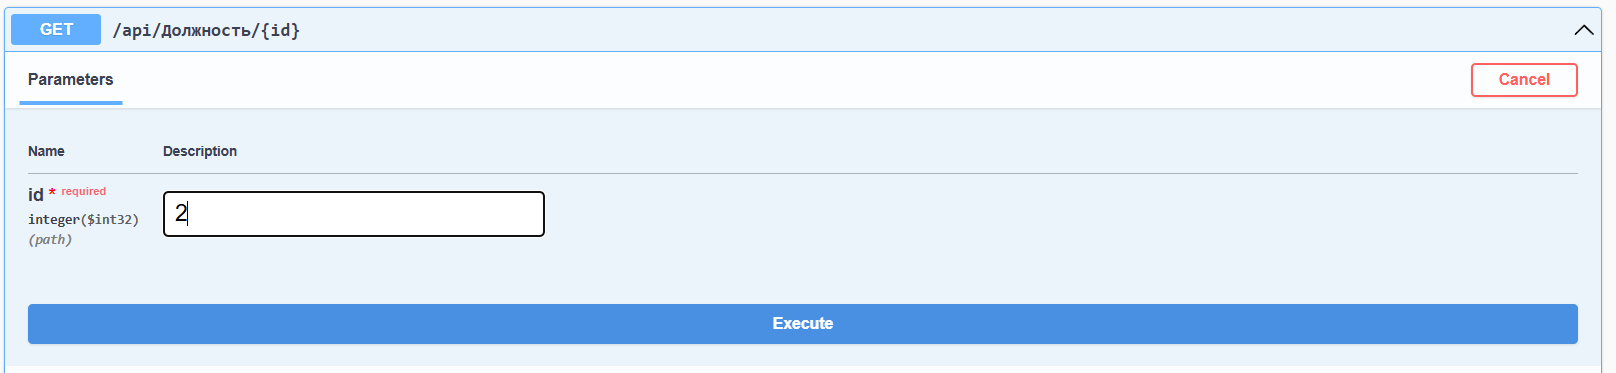 GET /api/Должность/{id}
Parameters
Cancel
Name Description
id * required
integer($int32)
(path)
2
Execute